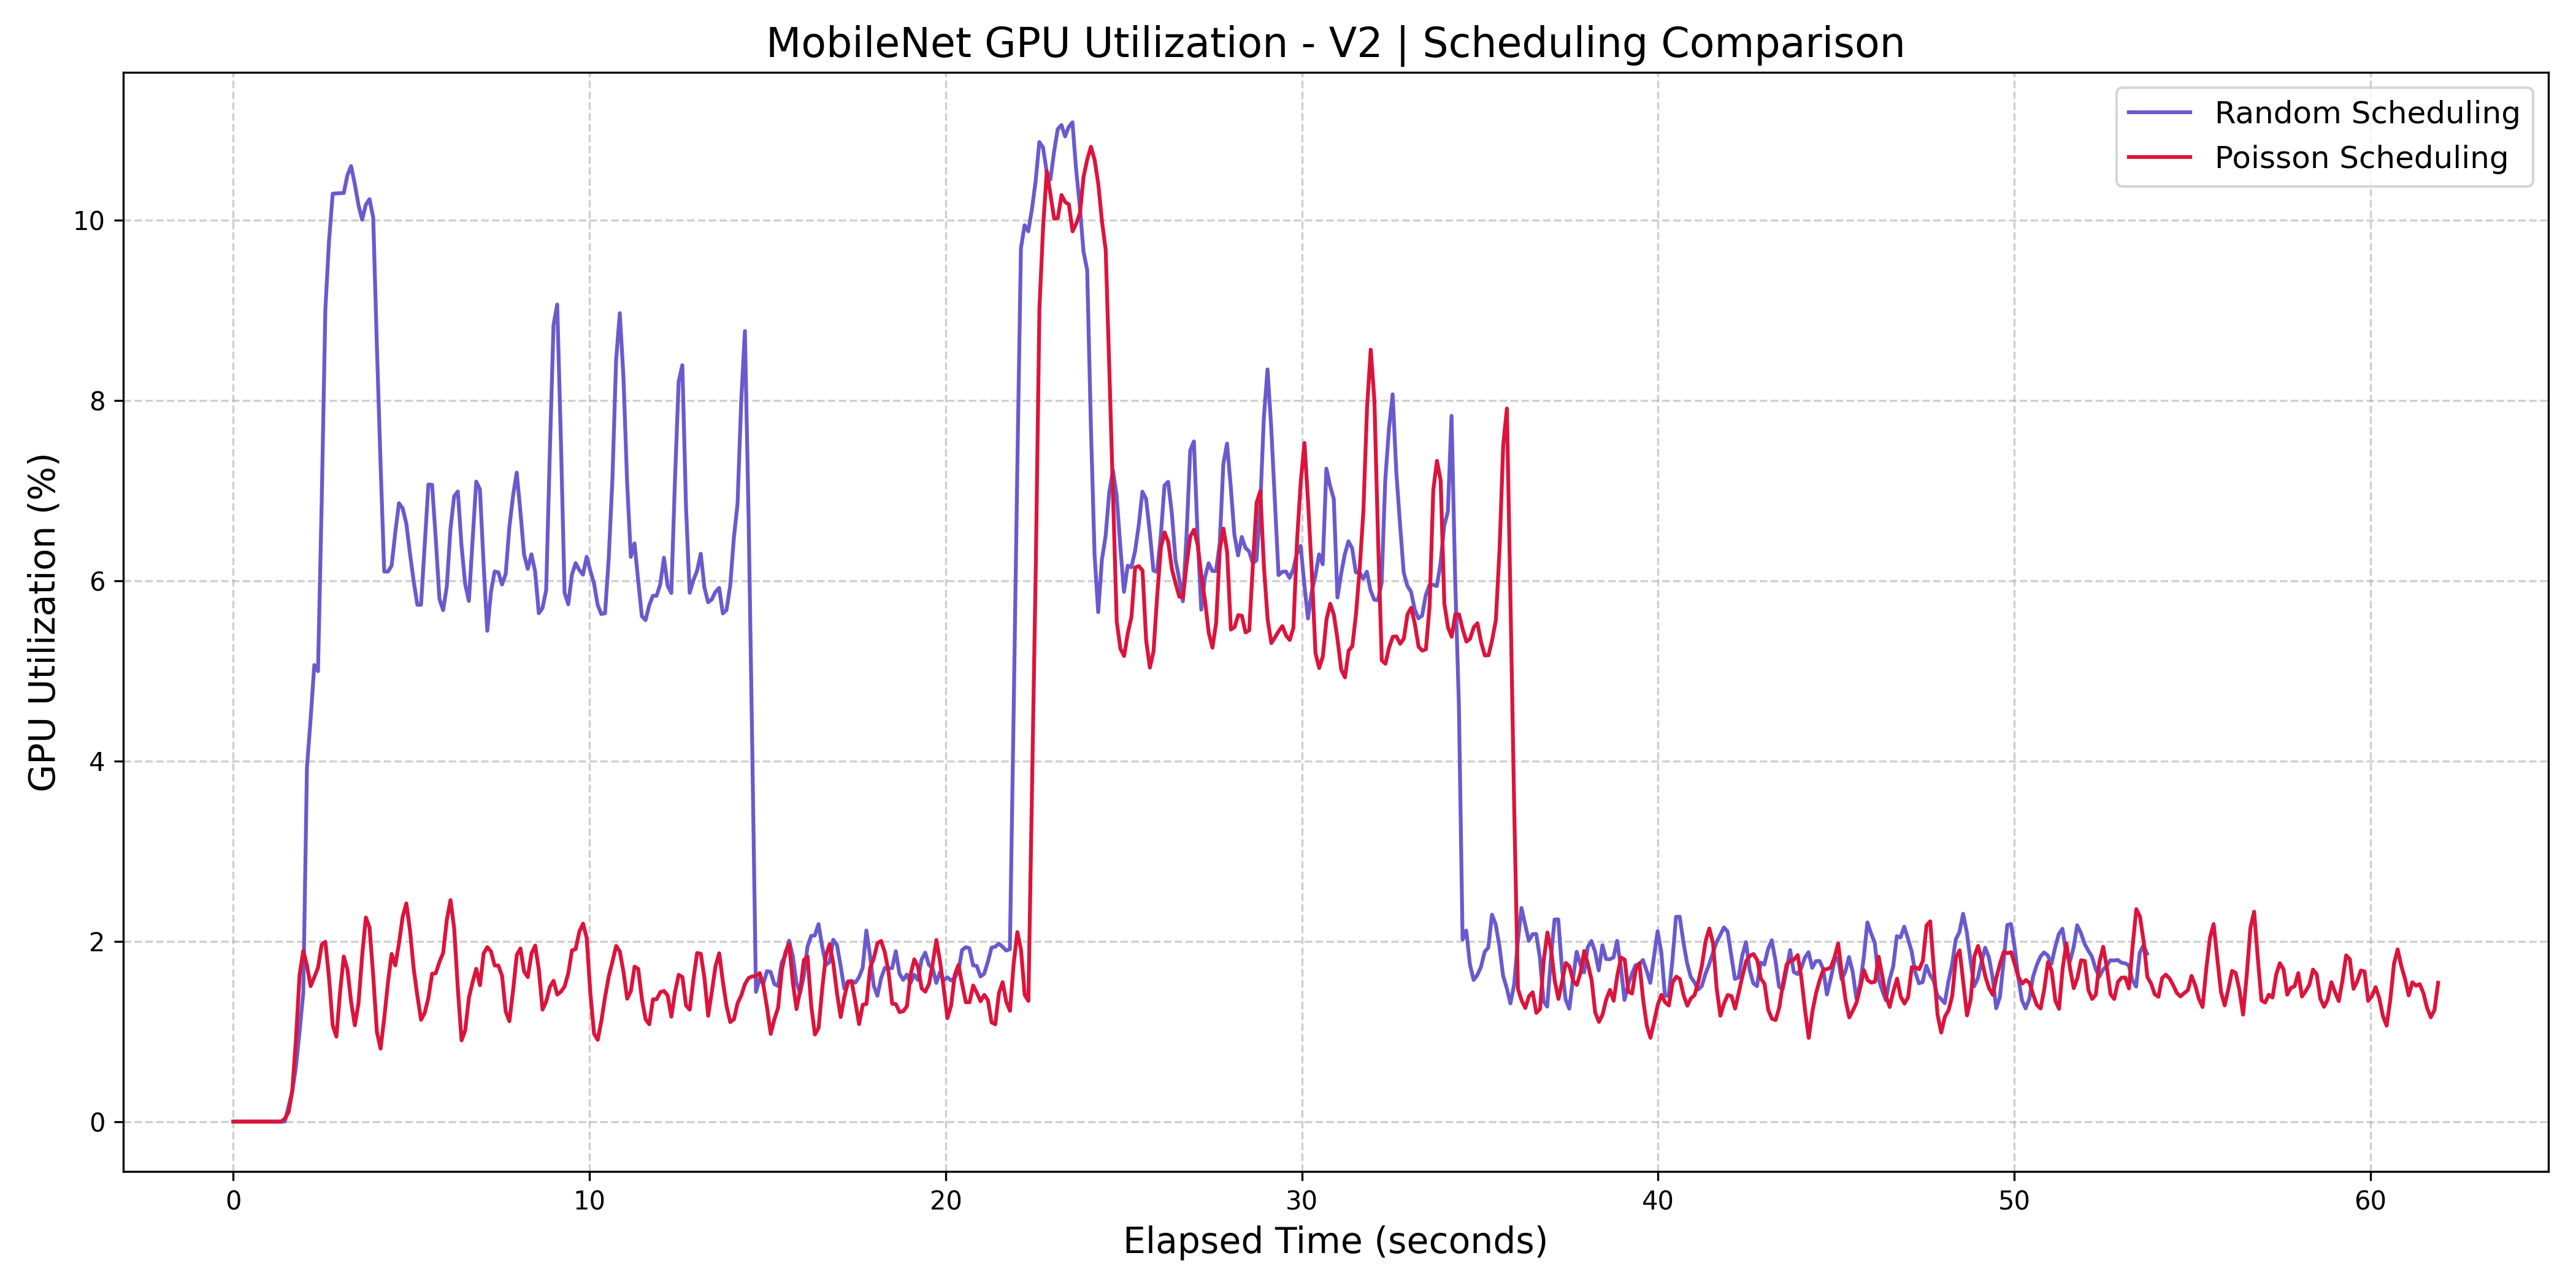 MobileNet GPU Utilization - V2 | Scheduling Comparison
Random Scheduling
Poisson Scheduling
GPU Utilization (%)
10
8
6
4
2
0
0 10 20 30 40 50 60
Elapsed Time (seconds)